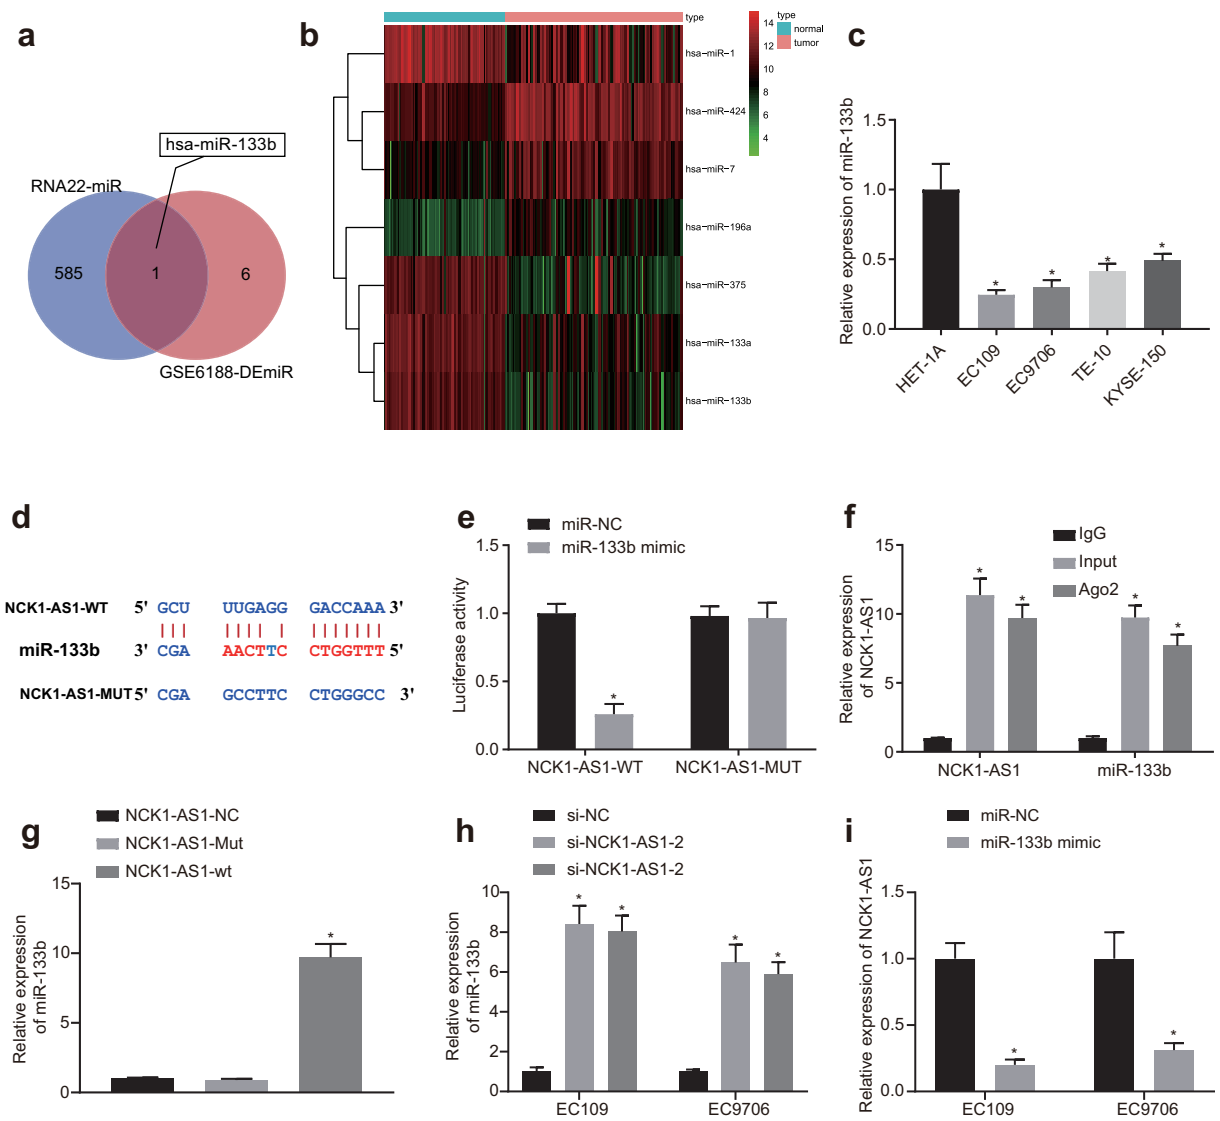 a
hsa-miR-133b
RNA22-miR
585
1
6
GSE6188-DEmiR
b
type
hsa-miR-1
hsa-miR-424
hsa-miR-7
hsa-miR-196a
hsa-miR-375
hsa-miR-133a
hsa-miR-133b
14
12
10
8
6
4
type
normal
tumor
c
Relative expression of miR-133b
1.5
1.0
0.5
0.0
* * * *
HET-1A
EC109
EC9706
TE-10
KYSE-150
d
NCK1-AS1-WT 5' GCU UUGAGG GACCAAA 3'
miR-133b 3' CGA AACTTC CTGGTTT 5'
NCK1-AS1-MUT 5' CGA GCCTTC CTGGGCC 3'
e
miR-NC
miR-133b mimic
Luciferase activity
1.5
1.0
0.5
0.0
*
NCK1-AS1-WT
NCK1-AS1-MUT
f
IgG
Input
Ago2
Relative expression
of NCK1-AS1
15
10
5
0
* * * *
NCK1-AS1
miR-133b
g
NCK1-AS1-NC
NCK1-AS1-Mut
NCK1-AS1-wt
Relative expression
of miR-133b
15
10
5
0
*
h
si-NC
si-NCK1-AS1-2
si-NCK1-AS1-2
Relative expression
of miR-133b
10
8
6
4
2
0
* * * *
EC109
EC9706
i
miR-NC
miR-133b mimic
Relative expression of NCK1-AS1
1.5
1.0
0.5
0.0
* *
EC109
EC9706